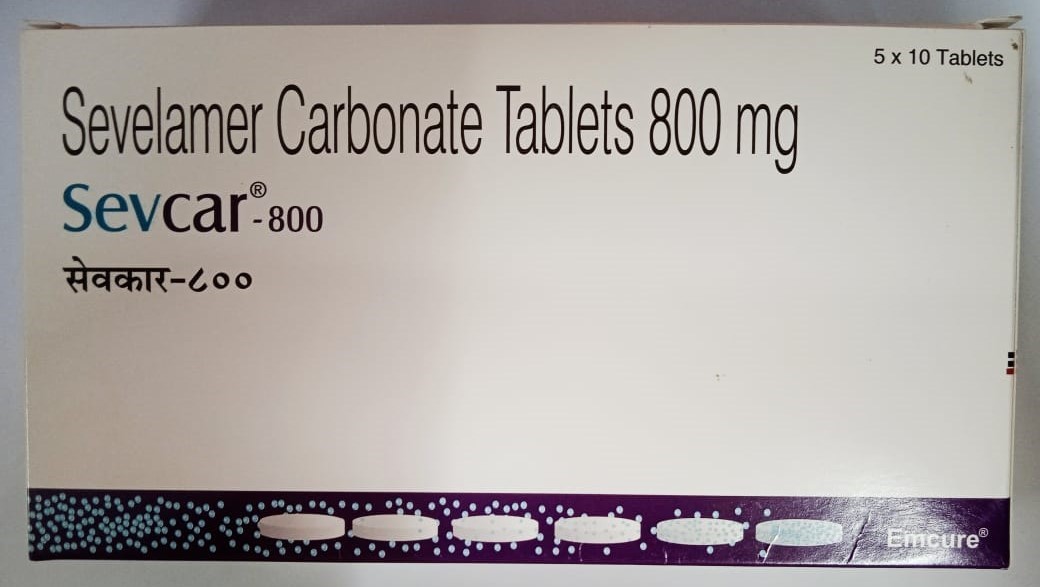 5 x 10 Tablets
Sevelamer Carbonate Tablets 800 mg
Sevcar®-800
सेवकार-८००
Emcure®